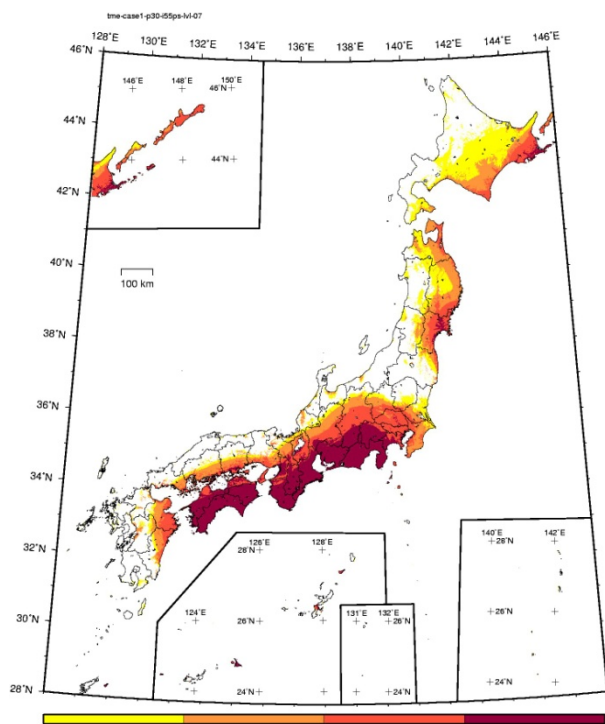 tme-case1-p30-i55ps-lvl-07
128°E 130°E 132°E 134°E 136°E 138°E 140°E 142°E 144°E 146°E
46°N
146°E 148°E 150°E
46°N
44°N
44°N
42°N
40°N
100 km
38°N
36°N
34°N
32°N
126°E 128°E
28°N
140°E 142°E
28°N
30°N
124°E
26°N
131°E 132°E
26°N
26°N
28°N
24°N
24°N
24°N